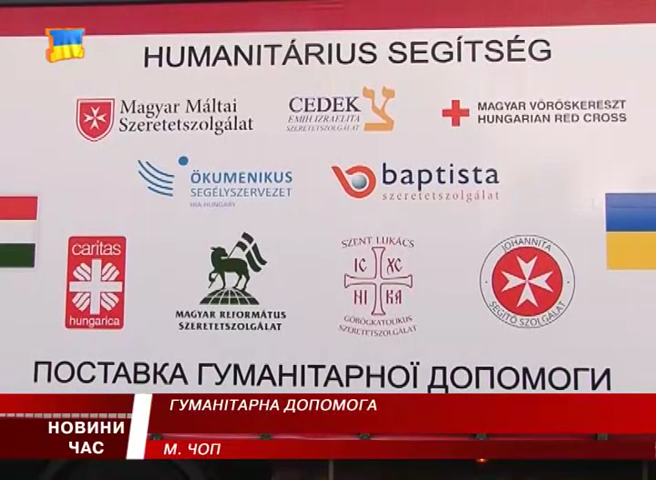 HUMANITÁRIUS SEGÍTSÉG
Magyar Máltai
Szeretetszolgálat
CEDEK
EMIH IZRAELITA
SZERETETSZOLGÁLAT
MAGYAR VÖRÖSKERESZT
HUNGARIAN RED CROSS
ÖKUMENIKUS
SEGÉLYSZERVEZET
HIA-HUNGARY
baptista
szeretetszolgálat
caritas
hungarica
MAGYAR REFORMÁTUS
SZERETETSZOLGÁLAT
SZENT LUKÁCS
IC XC
NI KA
GÖRÖGKATOLIKUS
SZERETETSZOLGÁLAT
JOHANNITA
SEGÍTŐ SZOLGÁLAT
ПОСТАВКА ГУМАНІТАРНОЇ ДОПОМОГИ
ГУМАНІТАРНА ДОПОМОГА
НОВИНИ
ЧАС
М. ЧОП